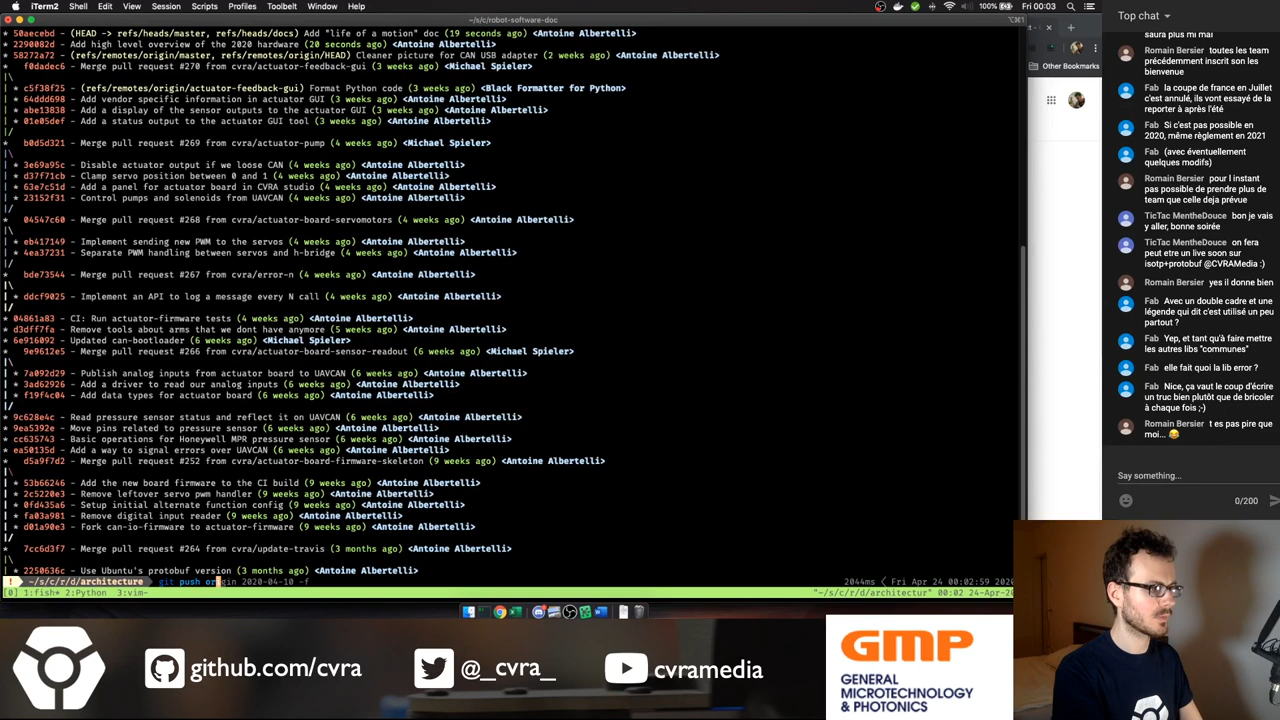 iTerm2 Shell Edit View Session Scripts Profiles Toolbelt Window Help
100% Fri 00:03
~/s/c/robot-software-doc
* 50aecebd - (HEAD -> refs/heads/master, refs/heads/docs) Add "life of a motion" doc (19 seconds ago) <Antoine Albertelli>
* 2290082d - Add high level overview of the 2020 hardware (20 seconds ago) <Antoine Albertelli>
* 58272a72 - (refs/remotes/origin/master, refs/remotes/origin/HEAD) Cleaner picture for CAN USB adapter (2 weeks ago) <Antoine Albertelli>
* f0dadec6 - Merge pull request #270 from cvra/actuator-feedback-gui (3 weeks ago) <Michael Spieler>
|\
| * c5f38f25 - (refs/remotes/origin/actuator-feedback-gui) Format Python code (3 weeks ago) <Black Formatter for Python>
| * 64ddd698 - Add vendor specific information in actuator GUI (3 weeks ago) <Antoine Albertelli>
| * abe13838 - Add a display of the sensor outputs to the actuator GUI (3 weeks ago) <Antoine Albertelli>
| * 01e05def - Add a status output to the actuator GUI tool (3 weeks ago) <Antoine Albertelli>
|/
* b0d5d321 - Merge pull request #269 from cvra/actuator-pump (4 weeks ago) <Michael Spieler>
|\
| * 3e69a95c - Disable actuator output if we loose CAN (4 weeks ago) <Antoine Albertelli>
| * d37f71cb - Clamp servo position between 0 and 1 (4 weeks ago) <Antoine Albertelli>
| * 63e7c51d - Add a panel for actuator board in CVRA studio (4 weeks ago) <Antoine Albertelli>
| * 23152f31 - Control pumps and solenoids from UAVCAN (4 weeks ago) <Antoine Albertelli>
|/
* 04547c60 - Merge pull request #268 from cvra/actuator-board-servomotors (4 weeks ago) <Antoine Albertelli>
|\
| * eb417149 - Implement sending new PWM to the servos (4 weeks ago) <Antoine Albertelli>
| * 4ea37231 - Separate PWM handling between servos and h-bridge (4 weeks ago) <Antoine Albertelli>
|/
* bde73544 - Merge pull request #267 from cvra/error-n (4 weeks ago) <Antoine Albertelli>
|\
| * ddcf9025 - Implement an API to log a message every N call (4 weeks ago) <Antoine Albertelli>
|/
* 04861a83 - CI: Run actuator-firmware tests (4 weeks ago) <Antoine Albertelli>
* d3dff7fa - Remove tools about arms that we dont have anymore (5 weeks ago) <Antoine Albertelli>
* 6e916092 - Updated can-bootloader (6 weeks ago) <Michael Spieler>
* 9e9612e5 - Merge pull request #266 from cvra/actuator-board-sensor-readout (6 weeks ago) <Michael Spieler>
|\
| * 7a092d29 - Publish analog inputs from actuator board to UAVCAN (6 weeks ago) <Antoine Albertelli>
| * 3ad62926 - Add a driver to read our analog inputs (6 weeks ago) <Antoine Albertelli>
| * f19f4c04 - Add data types for actuator board (6 weeks ago) <Antoine Albertelli>
|/
* 9c628e4c - Read pressure sensor status and reflect it on UAVCAN (6 weeks ago) <Antoine Albertelli>
* 9ea5392e - Move pins related to pressure sensor (6 weeks ago) <Antoine Albertelli>
* cc635743 - Basic operations for Honeywell MPR pressure sensor (6 weeks ago) <Antoine Albertelli>
* ea50135d - Add a way to signal errors over UAVCAN (6 weeks ago) <Antoine Albertelli>
* d5a9f7d2 - Merge pull request #252 from cvra/actuator-board-firmware-skeleton (9 weeks ago) <Antoine Albertelli>
|\
| * 53b66246 - Add the new board firmware to the CI build (9 weeks ago) <Antoine Albertelli>
| * 2c5220e3 - Remove leftover servo pwm handler (9 weeks ago) <Antoine Albertelli>
| * 0fd435a6 - Setup initial alternate function config (9 weeks ago) <Antoine Albertelli>
| * fa03a981 - Remove digital input reader (9 weeks ago) <Antoine Albertelli>
| * d01a90e3 - Fork can-io-firmware to actuator-firmware (9 weeks ago) <Antoine Albertelli>
|/
* 7cc6d3f7 - Merge pull request #264 from cvra/update-travis (3 months ago) <Antoine Albertelli>
|\
| * 2250636c - Use Ubuntu's protobuf version (3 months ago) <Antoine Albertelli>
! ~/s/c/r/d/architecture git push origin 2020-04-10 -f 2044ms < Fri Apr 24 00:02:59 2020
[0] 1:fish* 2:Python 3:vim- "~/s/c/r/d/architectur" 00:02 24-Apr-20
Other Bookmarks
Top chat
saura plus mi mai
Romain Bersier toutes les team
précédemment inscrit son les
bienvenue
Fab la coupe de france en Juillet
c'est annulé, ils vont essayé de la
reporter à après l'été
Fab Si c'est pas possible en
2020, même règlement en 2021
Fab (avec éventuellement
quelques modifs)
Romain Bersier pour l instant
pas possible de prendre plus de
team que celle deja prévue
TicTac MentheDouce bon je vais
y aller, bonne soirée
TicTac MentheDouce on fera
peut etre un live soon sur
isotp+protobuf @CVRAMedia :)
Romain Bersier yes il donne bien
Fab Avec un double cadre et une
légende qui dit c'est utilisé un peu
partout ?
Fab Yep, et tant qu'à faire mettre
les autres libs "communes"
Fab elle fait quoi la lib error ?
Fab Nice, ça vaut le coup d'écrire
un truc bien plutôt que de bricoler
à chaque fois ;-)
Romain Bersier t es pas pire que
moi... 😂
Say something...
0/200
github.com/cvra
@_cvra_
cvramedia
GMP
GENERAL
MICROTECHNOLOGY
& PHOTONICS